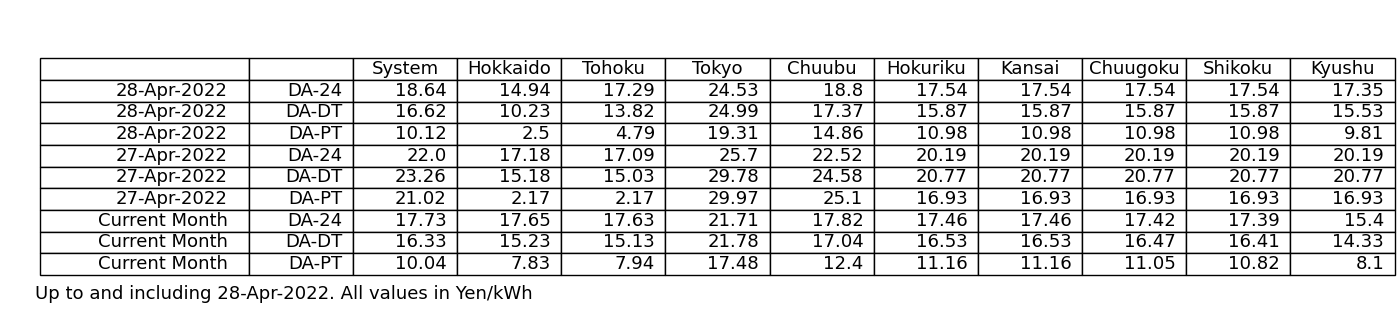 System Hokkaido Tohoku Tokyo Chuubu Hokuriku Kansai Chuugoku Shikoku Kyushu
28-Apr-2022 DA-24 18.64 14.94 17.29 24.53 18.8 17.54 17.54 17.54 17.54 17.35
28-Apr-2022 DA-DT 16.62 10.23 13.82 24.99 17.37 15.87 15.87 15.87 15.87 15.53
28-Apr-2022 DA-PT 10.12 2.5 4.79 19.31 14.86 10.98 10.98 10.98 10.98 9.81
27-Apr-2022 DA-24 22.0 17.18 17.09 25.7 22.52 20.19 20.19 20.19 20.19 20.19
27-Apr-2022 DA-DT 23.26 15.18 15.03 29.78 24.58 20.77 20.77 20.77 20.77 20.77
27-Apr-2022 DA-PT 21.02 2.17 2.17 29.97 25.1 16.93 16.93 16.93 16.93 16.93
Current Month DA-24 17.73 17.65 17.63 21.71 17.82 17.46 17.46 17.42 17.39 15.4
Current Month DA-DT 16.33 15.23 15.13 21.78 17.04 16.53 16.53 16.47 16.41 14.33
Current Month DA-PT 10.04 7.83 7.94 17.48 12.4 11.16 11.16 11.05 10.82 8.1
Up to and including 28-Apr-2022. All values in Yen/kWh